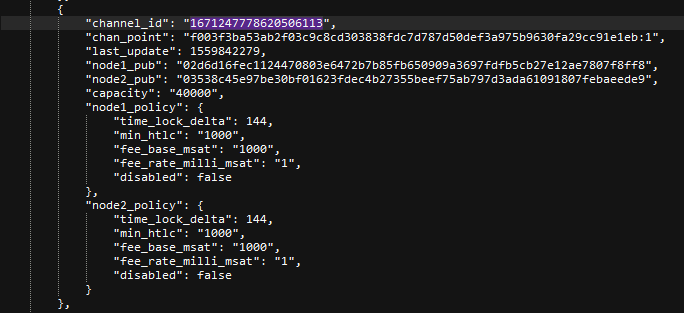 {
"channel_id": "1671247778620506113",
"chan_point": "f003f3ba53ab2f03c9c8cd303838fdc7d787d50def3a975b9630fa29cc91e1eb:1",
"last_update": 1559842279,
"node1_pub": "02d6d16fec1124470803e6472b7b85fb650909a3697fdfb5cb27e12ae7807f8ff8",
"node2_pub": "03538c45e97be30bf01623fdec4b27355beef75ab797d3ada61091807febaeede9",
"capacity": "40000",
"node1_policy": {
"time_lock_delta": 144,
"min_htlc": "1000",
"fee_base_msat": "1000",
"fee_rate_milli_msat": "1",
"disabled": false
},
"node2_policy": {
"time_lock_delta": 144,
"min_htlc": "1000",
"fee_base_msat": "1000",
"fee_rate_milli_msat": "1",
"disabled": false
}
},